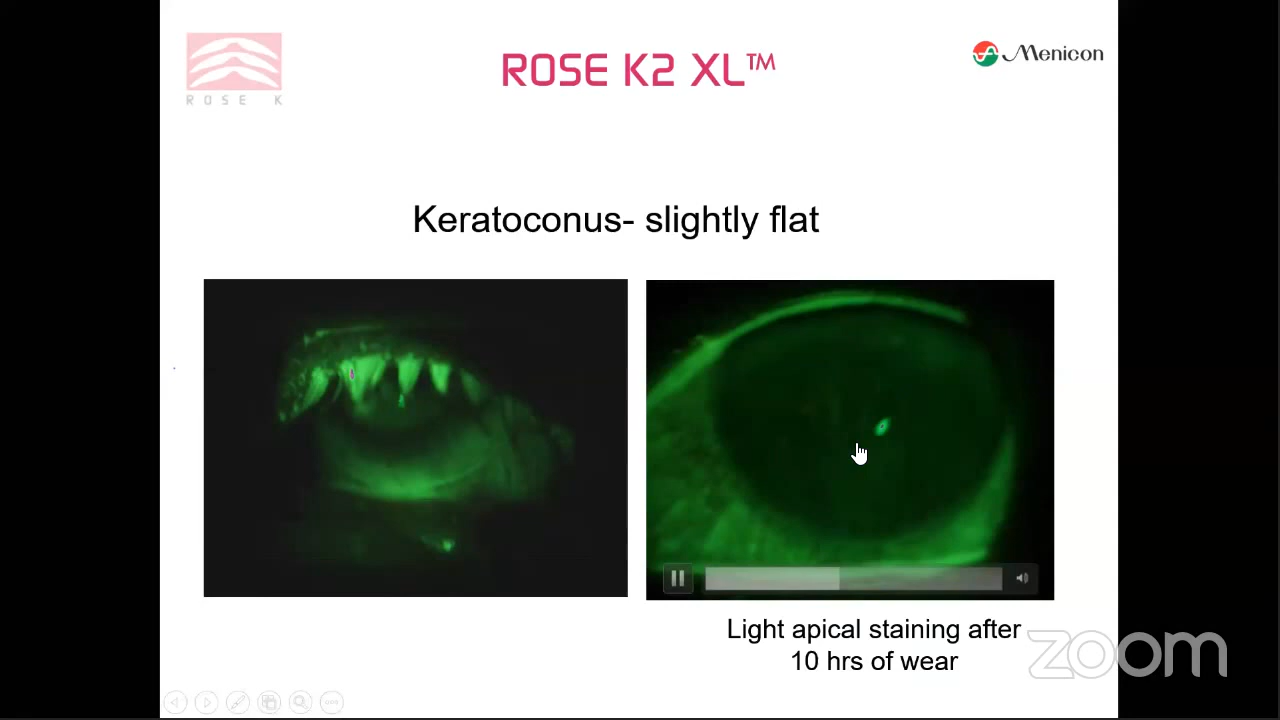 ROSE K
ROSE K2 XL™
Menicon
Keratoconus- slightly flat
Light apical staining after
10 hrs of wear
zoom